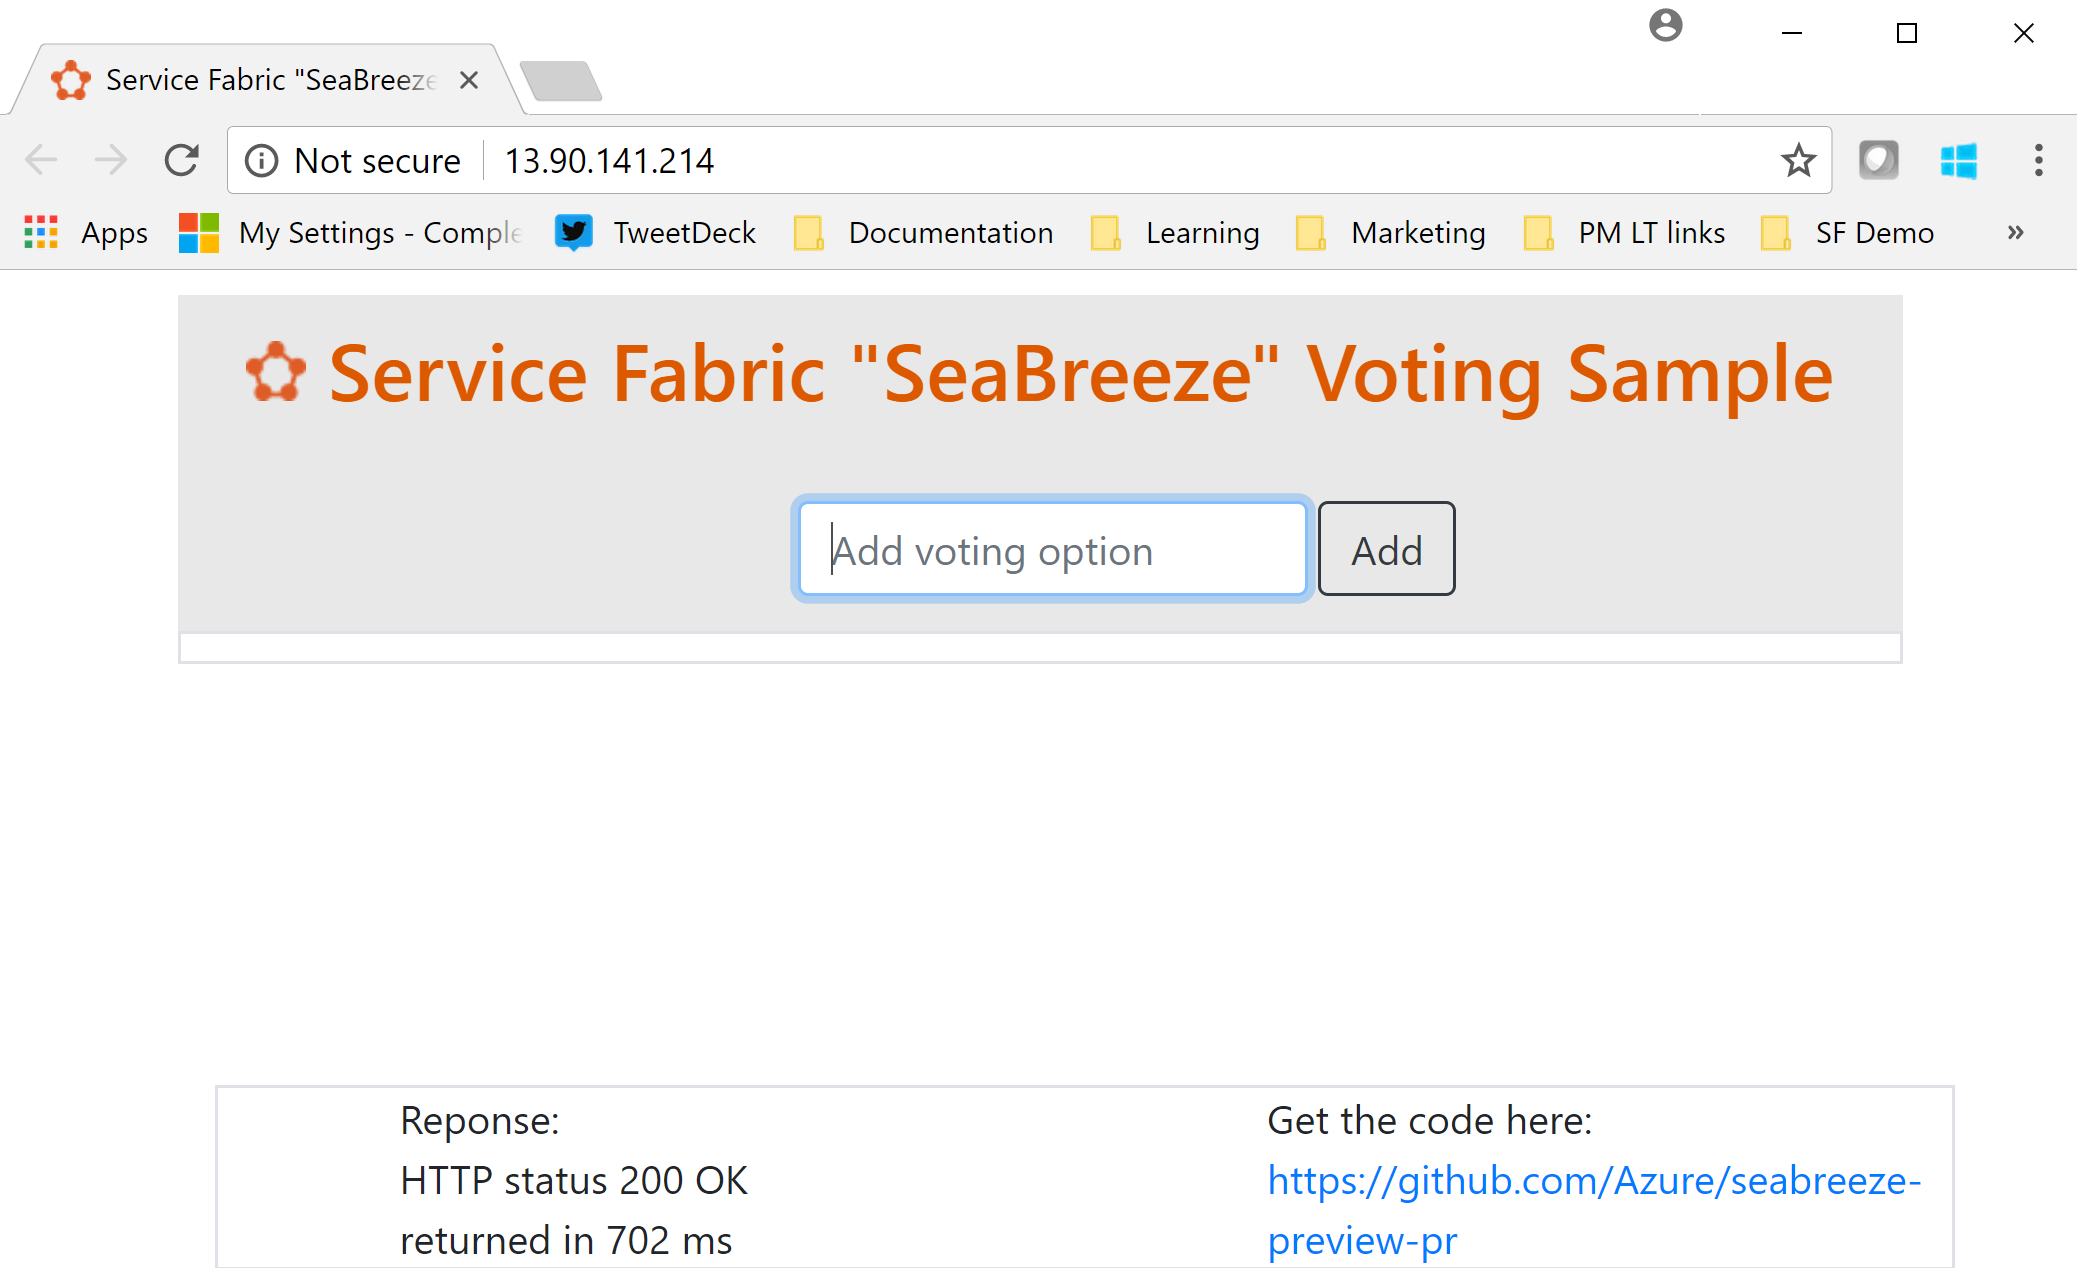 Service Fabric "SeaBreeze
Not secure 13.90.141.214
Apps My Settings - Comple TweetDeck Documentation Learning Marketing PM LT links SF Demo »
Service Fabric "SeaBreeze" Voting Sample
Add voting option Add
Reponse:
HTTP status 200 OK
returned in 702 ms
Get the code here:
https://github.com/Azure/seabreeze-
preview-pr